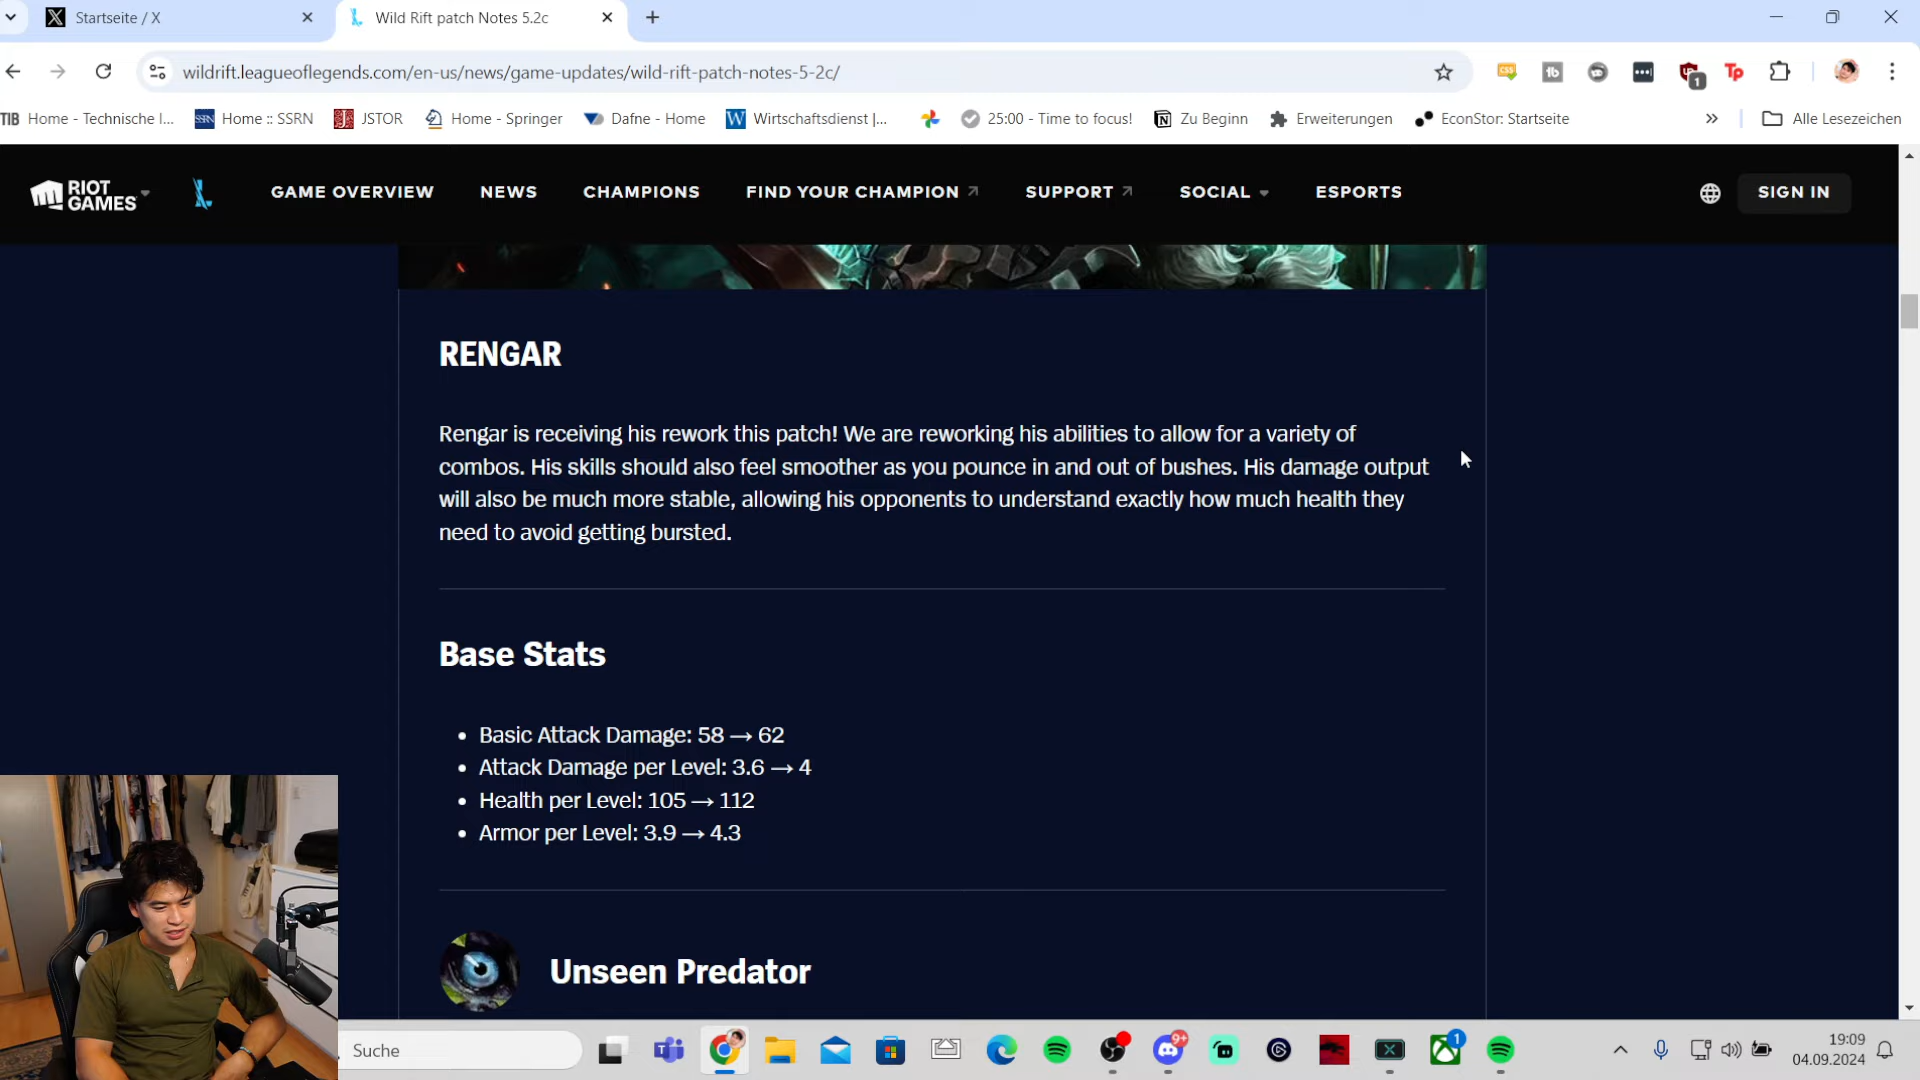 Startseite / X
Wild Rift patch Notes 5.2c
wildrift.leagueoflegends.com/en-us/news/game-updates/wild-rift-patch-notes-5-2c/
TIB Home - Technische I... SSRN Home :: SSRN JSTOR Home - Springer Dafne - Home W Wirtschaftsdienst |... 25:00 - Time to focus! Zu Beginn Erweiterungen EconStor: Startseite » Alle Lesezeichen
RIOT GAMES GAME OVERVIEW NEWS CHAMPIONS FIND YOUR CHAMPION SUPPORT SOCIAL ESPORTS SIGN IN
RENGAR
Rengar is receiving his rework this patch! We are reworking his abilities to allow for a variety of
combos. His skills should also feel smoother as you pounce in and out of bushes. His damage output
will also be much more stable, allowing his opponents to understand exactly how much health they
need to avoid getting bursted.
Base Stats
• Basic Attack Damage: 58 → 62
• Attack Damage per Level: 3.6 → 4
• Health per Level: 105 → 112
• Armor per Level: 3.9 → 4.3
Unseen Predator
Suche
9+
1
19:09
04.09.2024